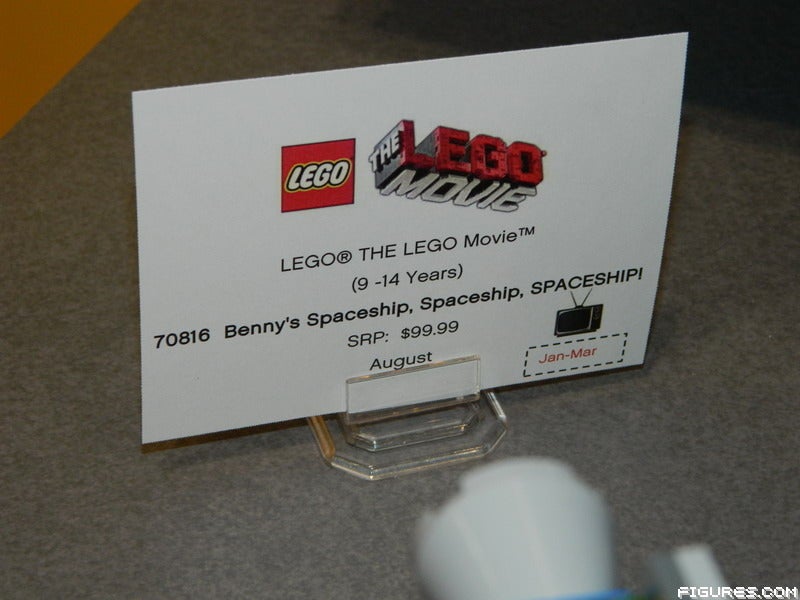 LEGO
THE LEGO MOVIE
LEGO® THE LEGO Movie™
(9 -14 Years)
70816 Benny's Spaceship, Spaceship, SPACESHIP!
SRP: $99.99
August
Jan-Mar
FIGURES.COM